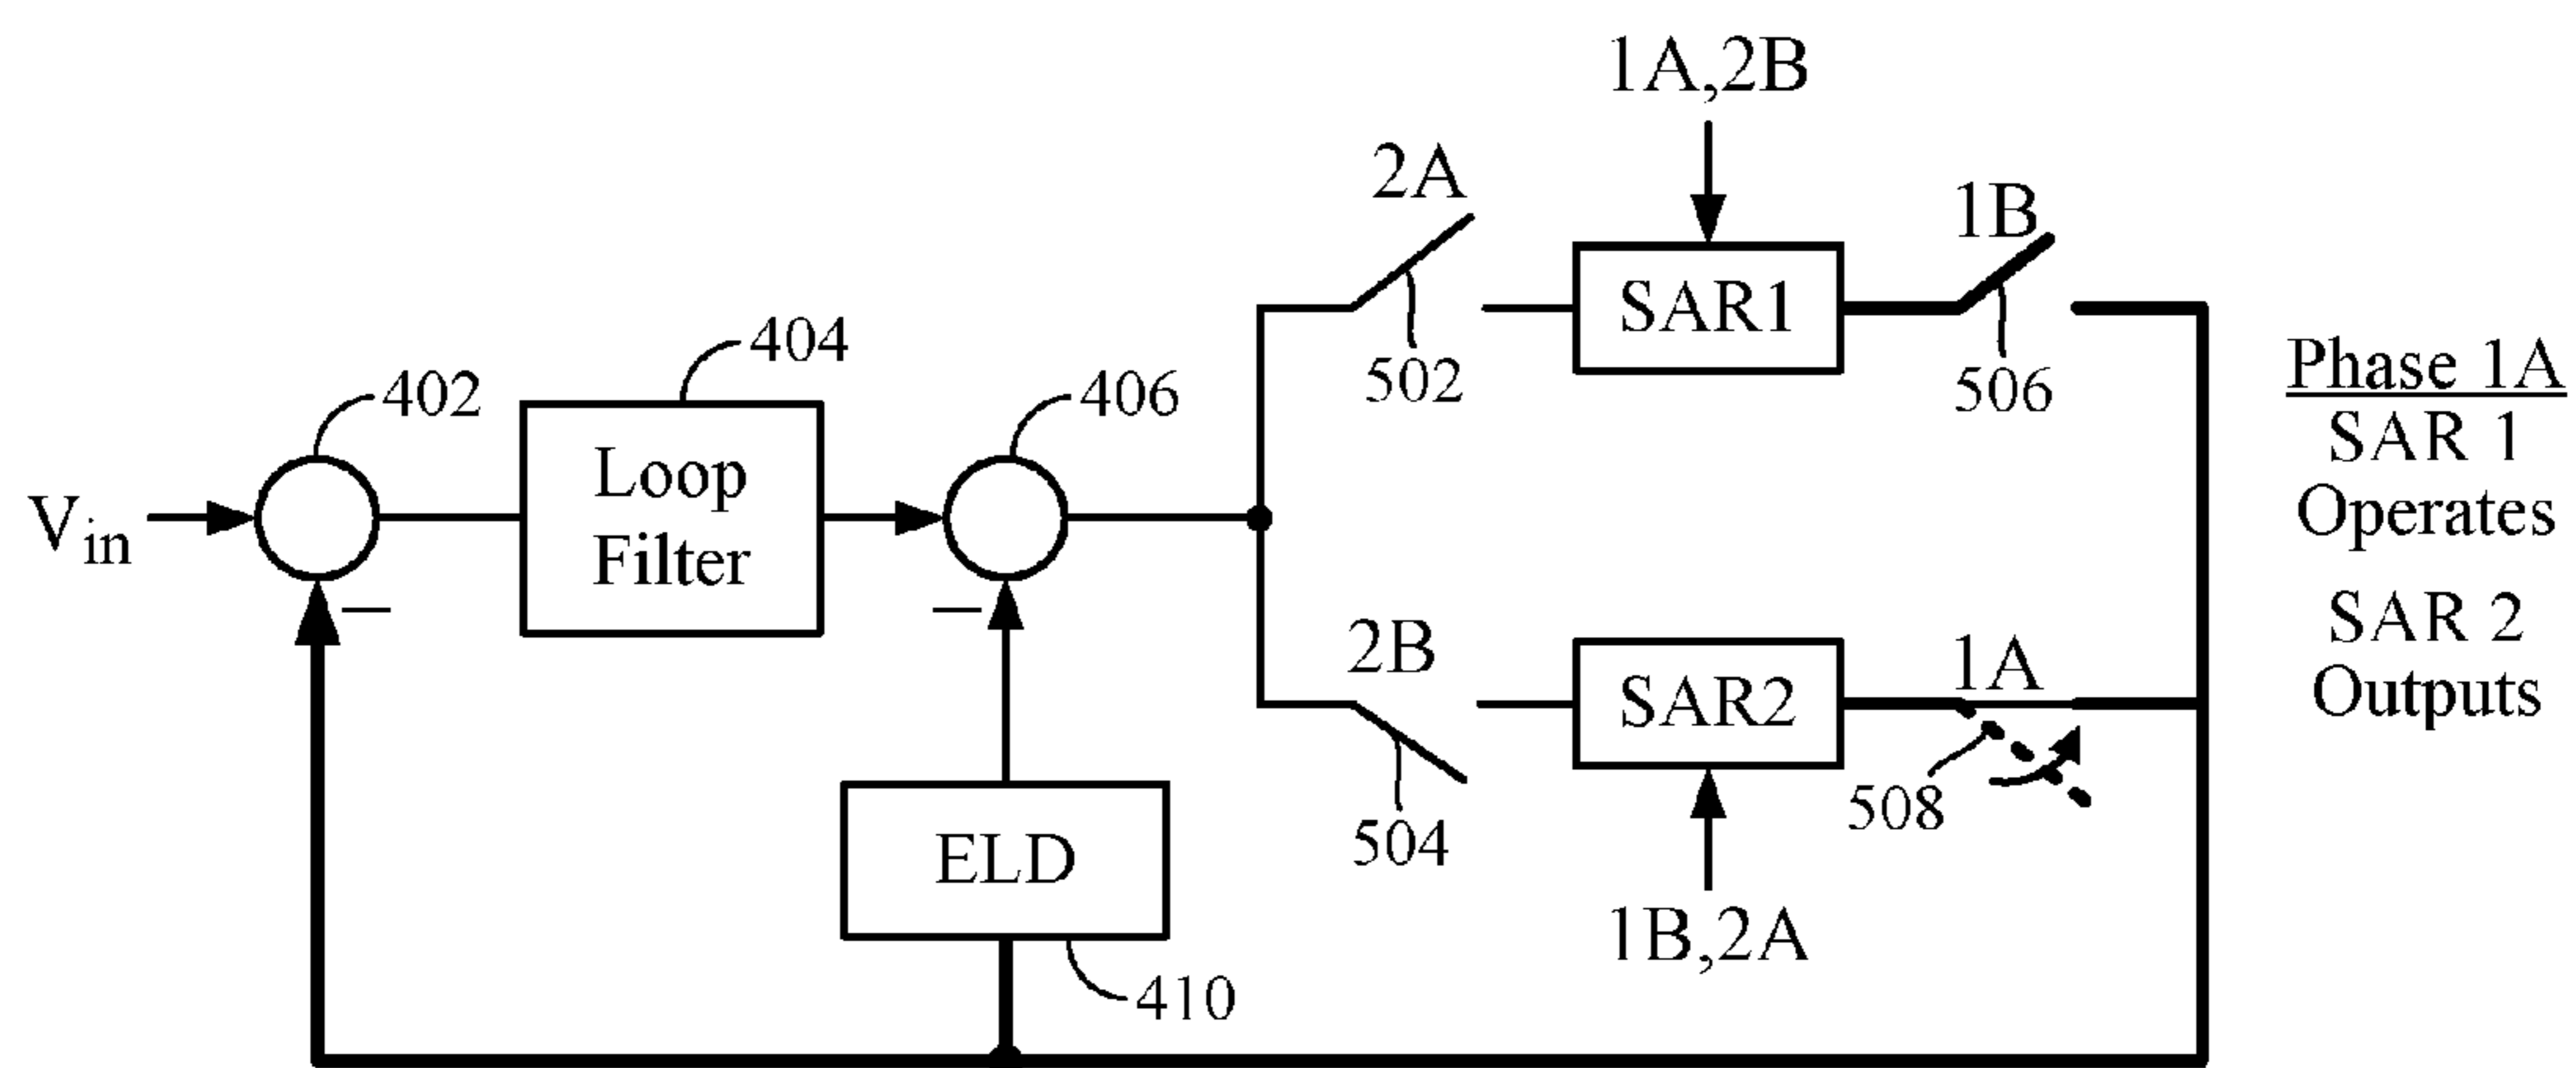 1A,2B
2A
1B
SAR1
502
506
404
402
406
Loop
Filter
Vin
Phase 1A
SAR 1
Operates
SAR 2
Outputs
2B
1A
SAR2
504
508
ELD
1B,2A
410